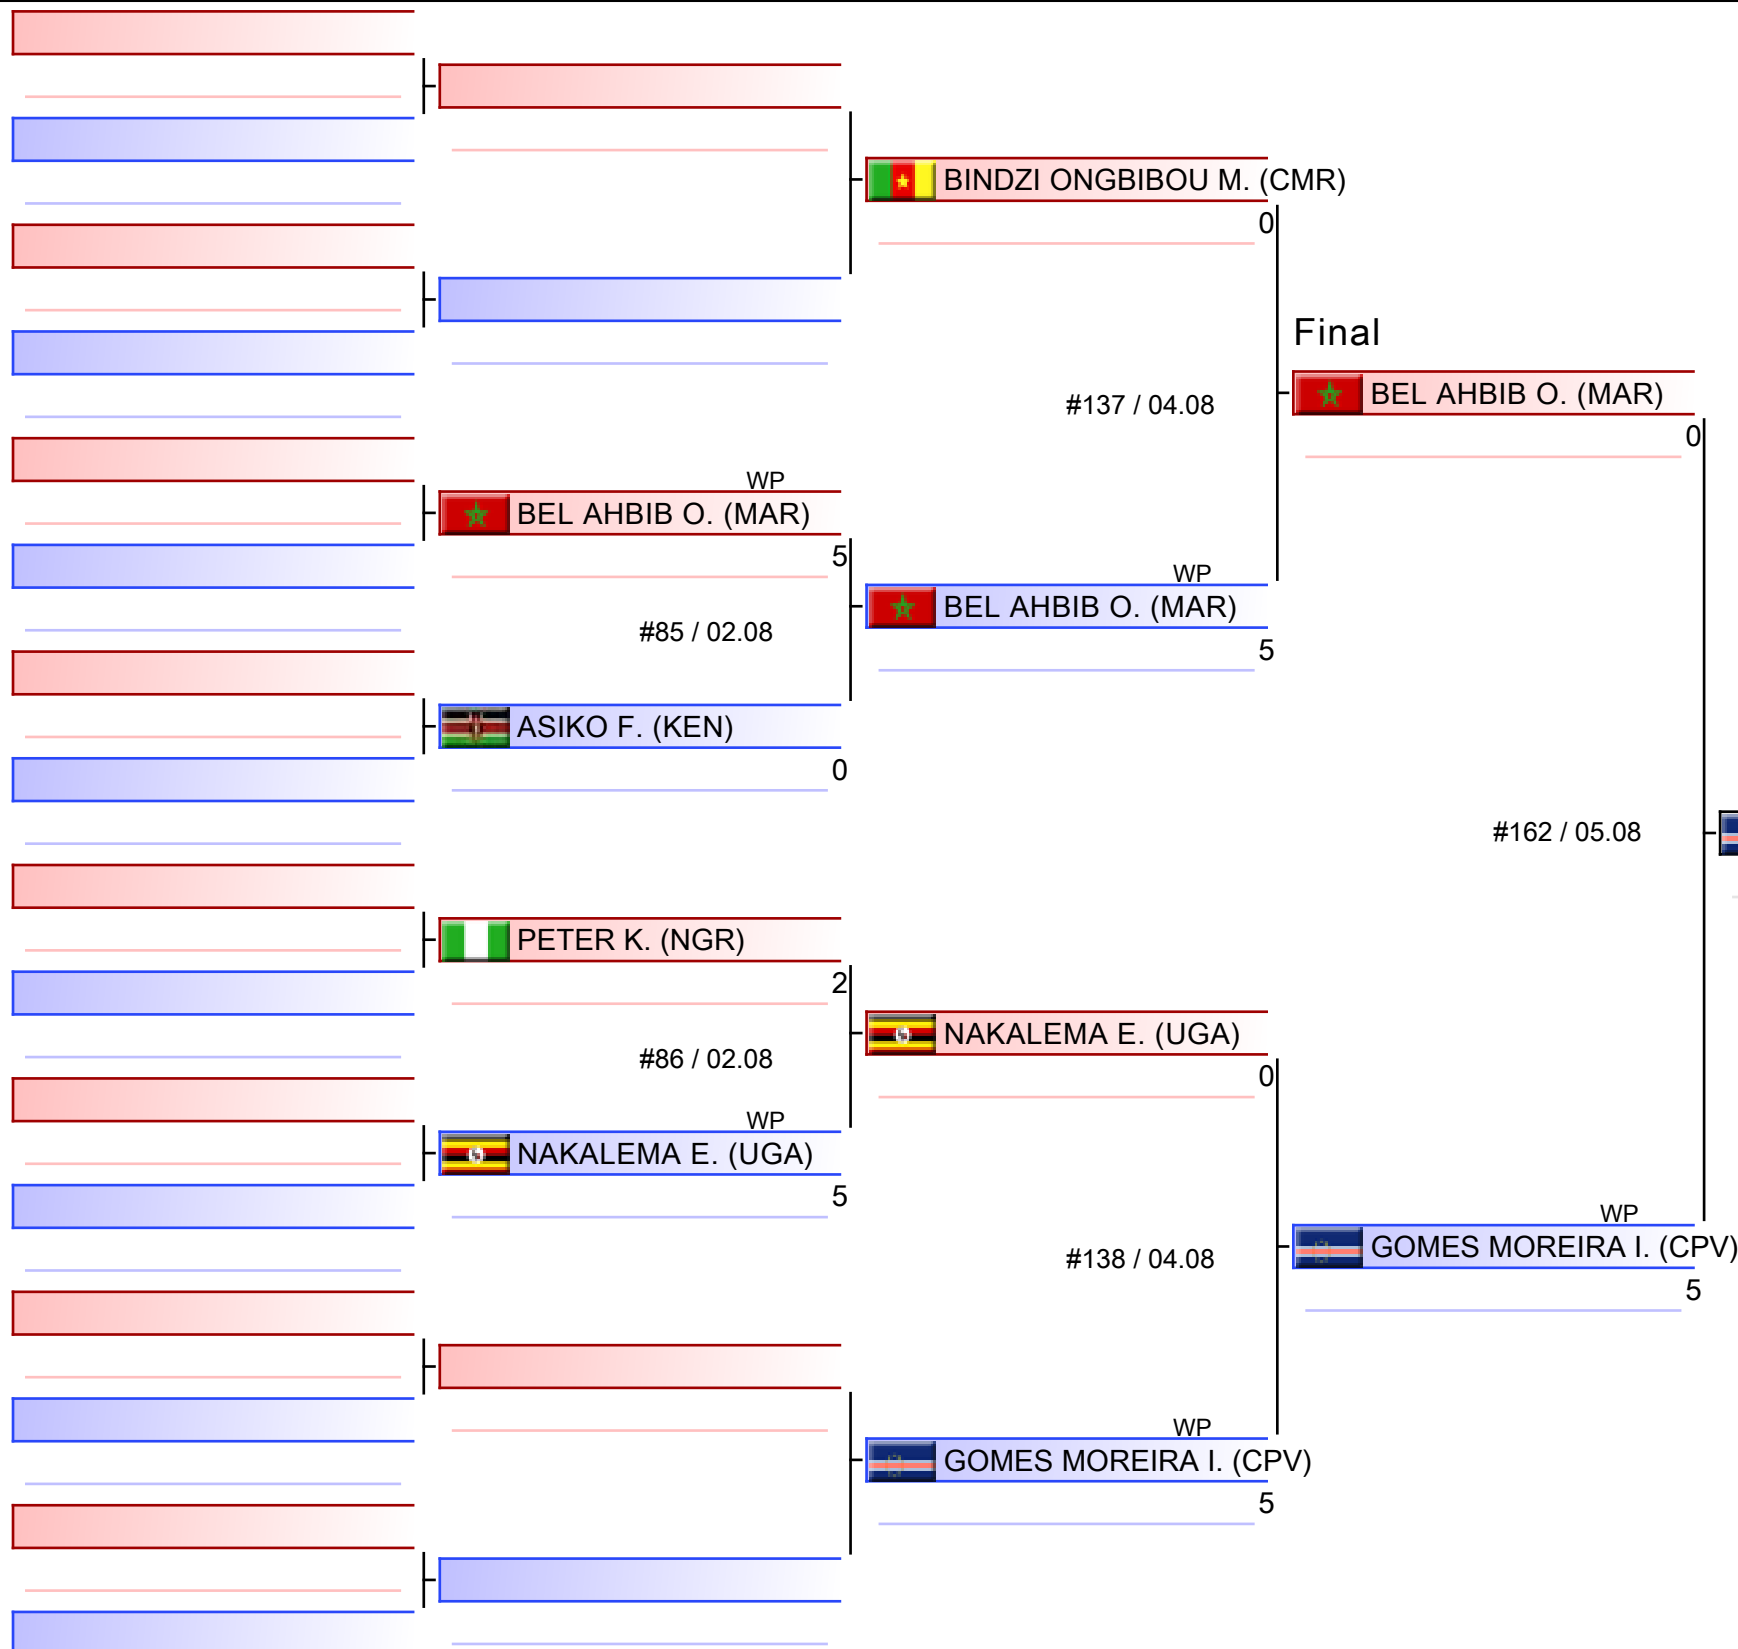 BINDZI ONGBIBOU M. (CMR)
0
Final
#137 / 04.08
BEL AHBIB O. (MAR)
0
WP
BEL AHBIB O. (MAR)
5
WP
BEL AHBIB O. (MAR)
5
#85 / 02.08
ASIKO F. (KEN)
0
#162 / 05.08
PETER K. (NGR)
2
NAKALEMA E. (UGA)
0
#86 / 02.08
WP
NAKALEMA E. (UGA)
5
WP
GOMES MOREIRA I. (CPV)
5
#138 / 04.08
WP
GOMES MOREIRA I. (CPV)
5